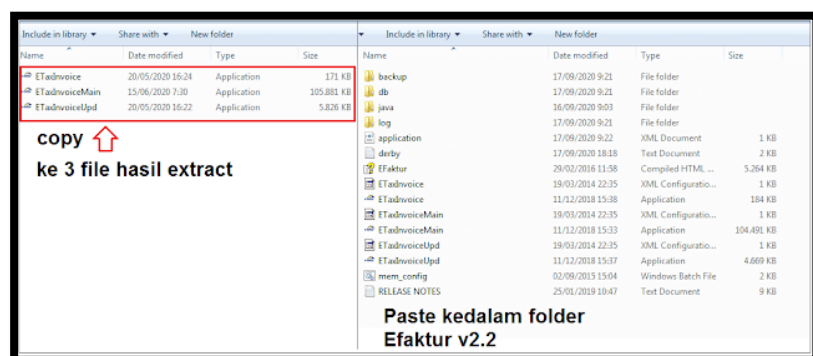 Include in library ▼ Share with ▼ New folder
Name Date modified Type Size
ETaxInvoice 20/05/2020 16:24 Application 171 KB
ETaxInvoiceMain 15/06/2020 7:30 Application 105.881 KB
ETaxInvoiceUpd 20/05/2020 16:22 Application 5.826 KB
copy
ke 3 file hasil extract
Include in library ▼ Share with ▼ New folder
Name Date modified Type Size
backup 17/09/2020 9:21 File folder
db 17/09/2020 9:21 File folder
java 16/09/2020 9:03 File folder
log 17/09/2020 9:21 File folder
application 17/09/2020 9:22 XML Document 1 KB
derby 17/09/2020 18:18 Text Document 2 KB
EFaktur 29/02/2016 11:58 Compiled HTML ... 5.264 KB
ETaxInvoice 19/03/2014 22:35 XML Configuratio... 1 KB
ETaxInvoice 11/12/2018 15:38 Application 184 KB
ETaxInvoiceMain 19/03/2014 22:35 XML Configuratio... 1 KB
ETaxInvoiceMain 11/12/2018 15:33 Application 104.491 KB
ETaxInvoiceUpd 19/03/2014 22:35 XML Configuratio... 1 KB
ETaxInvoiceUpd 11/12/2018 15:37 Application 4.669 KB
mem_config 02/09/2015 15:04 Windows Batch File 2 KB
RELEASE NOTES 25/01/2019 10:47 Text Document 9 KB
Paste kedalam folder
Efaktur v2.2